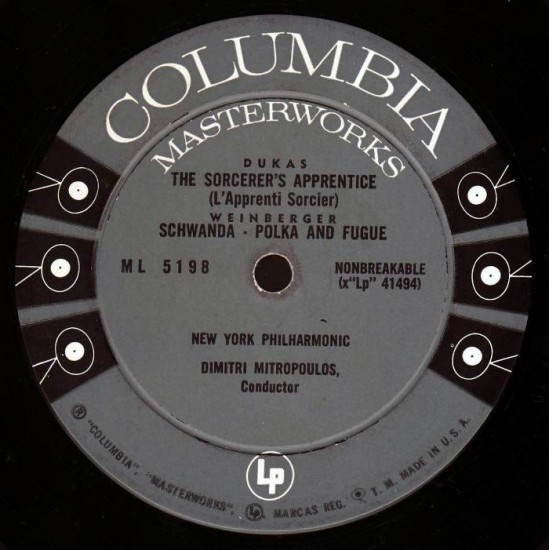 COLUMBIA
MASTERWORKS
DUKAS
THE SORCERER'S APPRENTICE
(L'Apprenti Sorcier)
WEINBERGER
SCHWANDA - POLKA AND FUGUE
ML 5198
NONBREAKABLE
(x"Lp" 41494)
NEW YORK PHILHARMONIC
DIMITRI MITROPOULOS,
Conductor
LP
® "COLUMBIA", "MASTERWORKS", LP, MARCAS REG. T. M. MADE IN U.S.A.